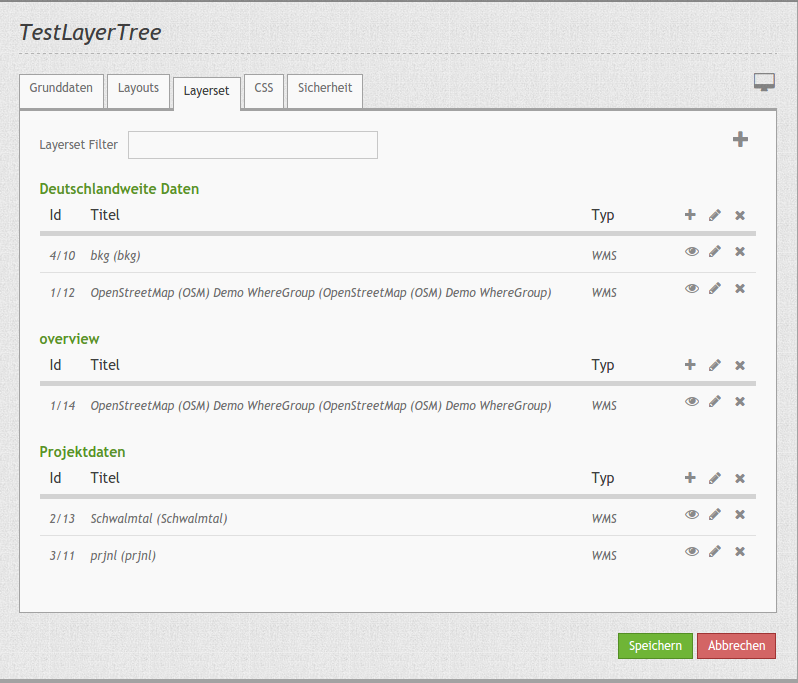 TestLayerTree
Grunddaten Layouts Layerset CSS Sicherheit
Layerset Filter
Deutschlandweite Daten
Id Titel Typ
4/10 bkg (bkg) WMS
1/12 OpenStreetMap (OSM) Demo WhereGroup (OpenStreetMap (OSM) Demo WhereGroup) WMS
overview
Id Titel Typ
1/14 OpenStreetMap (OSM) Demo WhereGroup (OpenStreetMap (OSM) Demo WhereGroup) WMS
Projektdaten
Id Titel Typ
2/13 Schwalmtal (Schwalmtal) WMS
3/11 prjnl (prjnl) WMS
Speichern Abbrechen